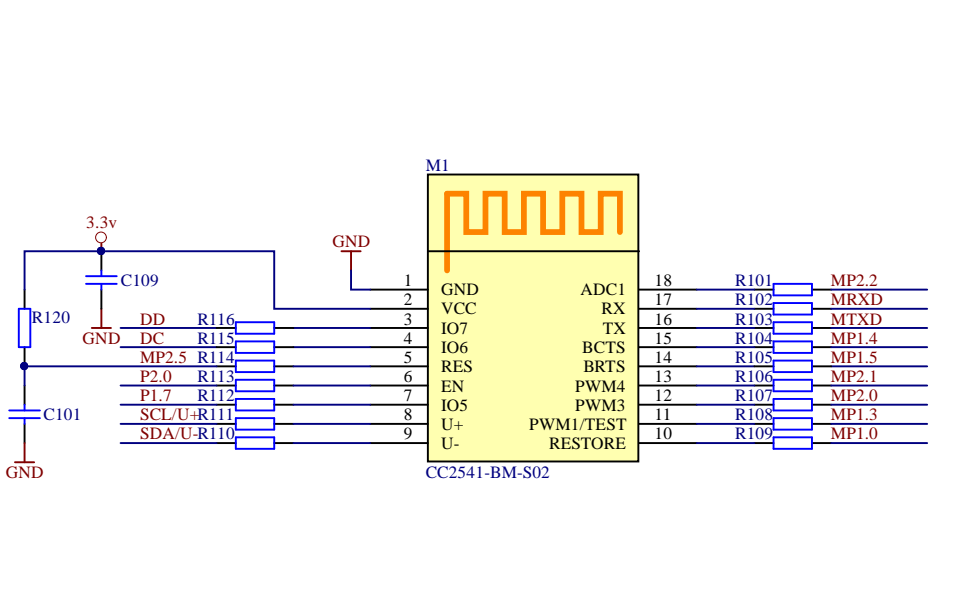 M1
3.3v
GND
C109
1 GND ADC1 18 R101 MP2.2
2 VCC RX 17 R102 MRXD
R120
GND
DD R116 3 IO7 TX 16 R103 MTXD
DC R115 4 IO6 BCTS 15 R104 MP1.4
MP2.5 R114 5 RES BRTS 14 R105 MP1.5
P2.0 R113 6 EN PWM4 13 R106 MP2.1
P1.7 R112 7 IO5 PWM3 12 R107 MP2.0
C101
SCL/U+ R111 8 U+ PWM1/TEST 11 R108 MP1.3
SDA/U- R110 9 U- RESTORE 10 R109 MP1.0
GND
CC2541-BM-S02